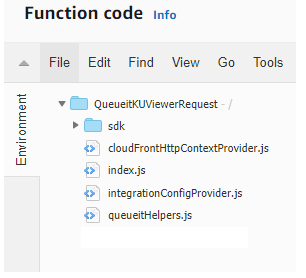 Function code Info
File Edit Find View Go Tools
Environment
QueueitKUViewerRequest - /
sdk
cloudFrontHttpContextProvider.js
index.js
integrationConfigProvider.js
queueitHelpers.js